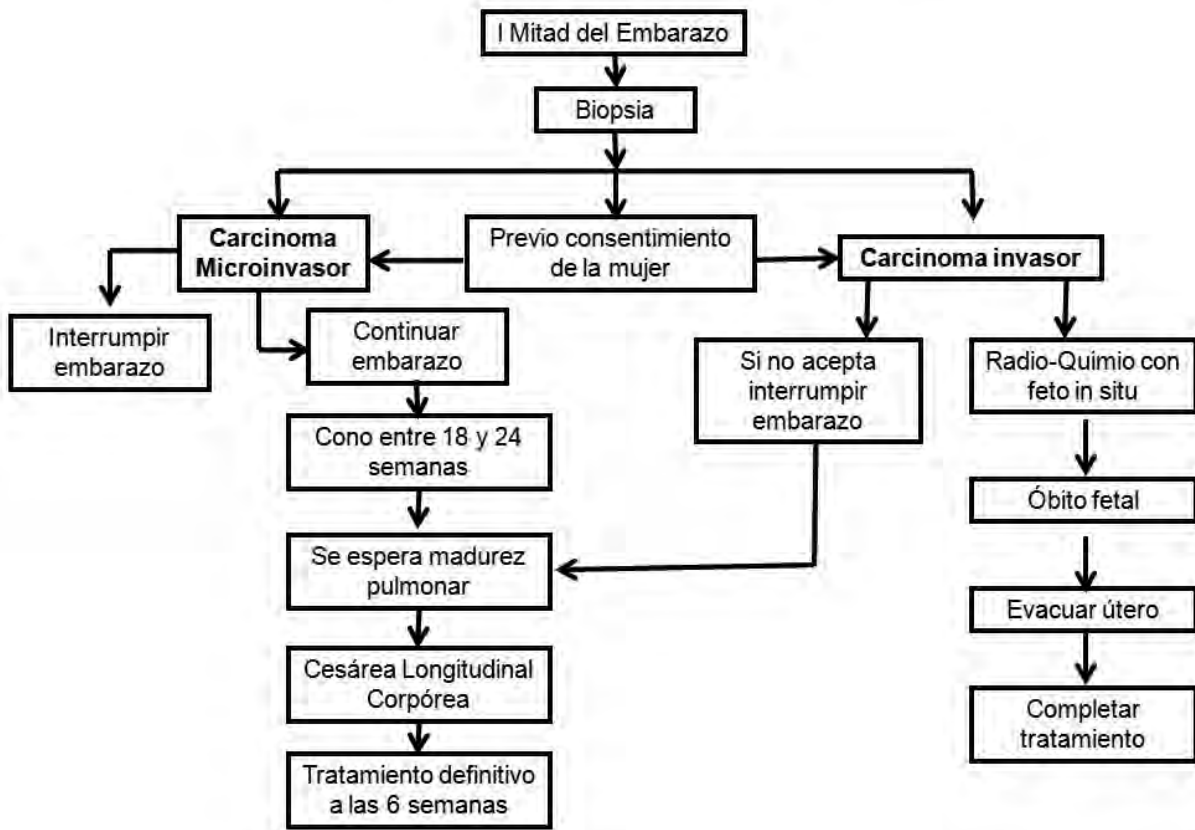 I Mitad del Embarazo
Biopsia
Carcinoma
Microinvasor
Previo consentimiento
de la mujer
Carcinoma invasor
Interrumpir
embarazo
Continuar
embarazo
Si no acepta
interrumpir
embarazo
Radio-Quimio con
feto in situ
Cono entre 18 y 24
semanas
Óbito fetal
Se espera madurez
pulmonar
Evacuar útero
Cesárea Longitudinal
Corpórea
Completar
tratamiento
Tratamiento definitivo
a las 6 semanas